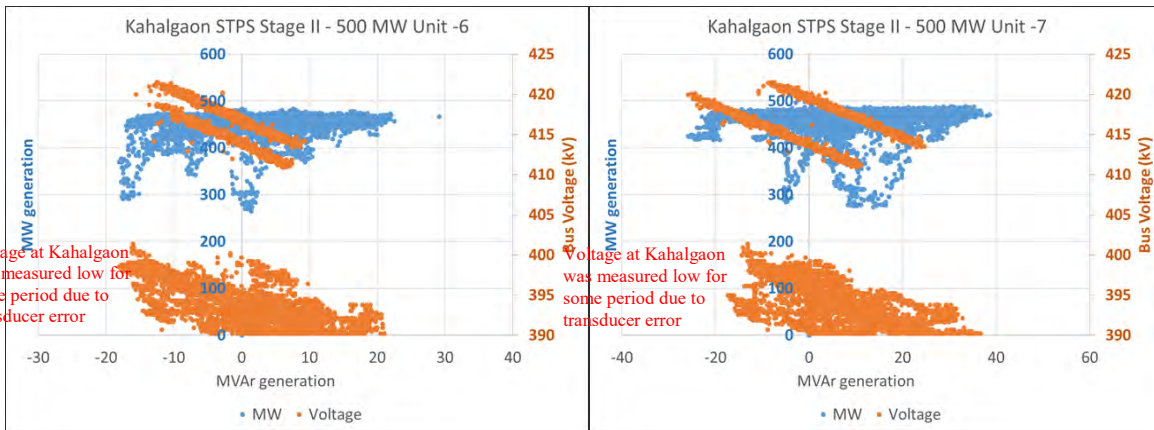 Kahalgaon STPS Stage II - 500 MW Unit -6
600
500
400
300
200
100
0
MW generation
425
420
415
410
405
400
395
390
Bus Voltage (kV)
-30 -20 -10 0 10 20 30 40
MVAr generation
MW Voltage
age at Kahalgaon
measured low for
e period due to
sducer error
Kahalgaon STPS Stage II - 500 MW Unit -7
600
500
400
300
200
100
0
MW generation
425
420
415
410
405
400
395
390
Bus Voltage (kV)
-40 -20 0 20 40 60
MVAr generation
MW Voltage
Voltage at Kahalgaon
was measured low for
some period due to
transducer error